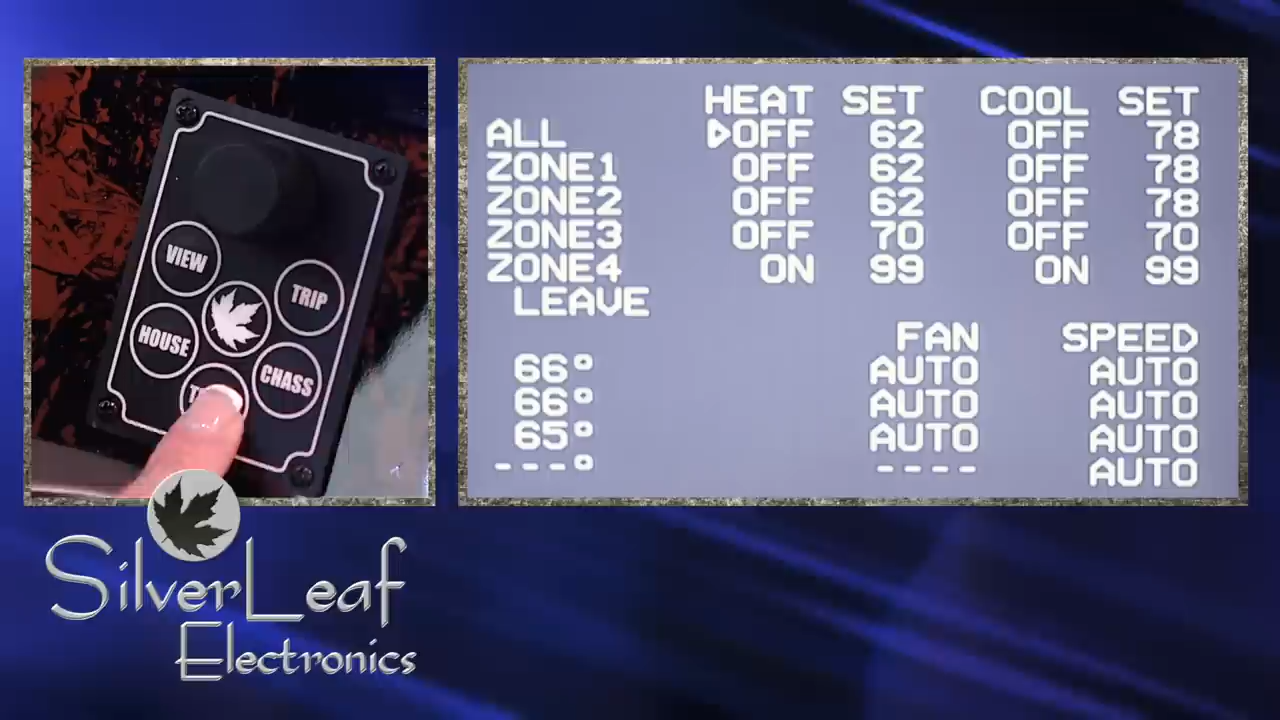 VIEW
TRIP
HOUSE
CHASS
HEAT SET COOL SET
ALL OFF 62 OFF 78
ZONE1 OFF 62 OFF 78
ZONE2 OFF 62 OFF 78
ZONE3 OFF 70 OFF 70
ZONE4 ON 99 ON 99
LEAVE
FAN SPEED
66° AUTO AUTO
66° AUTO AUTO
65° AUTO AUTO
---° ---- AUTO
SilverLeaf
Electronics